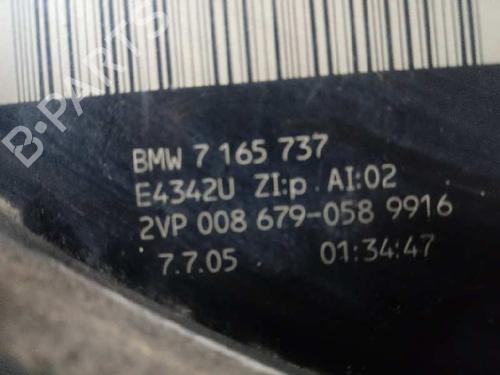 B-PARTS
BMW 7 165 737
E4342U ZI:p AI:02
2VP 008 679-058 9916
7.7.05 01:34:47